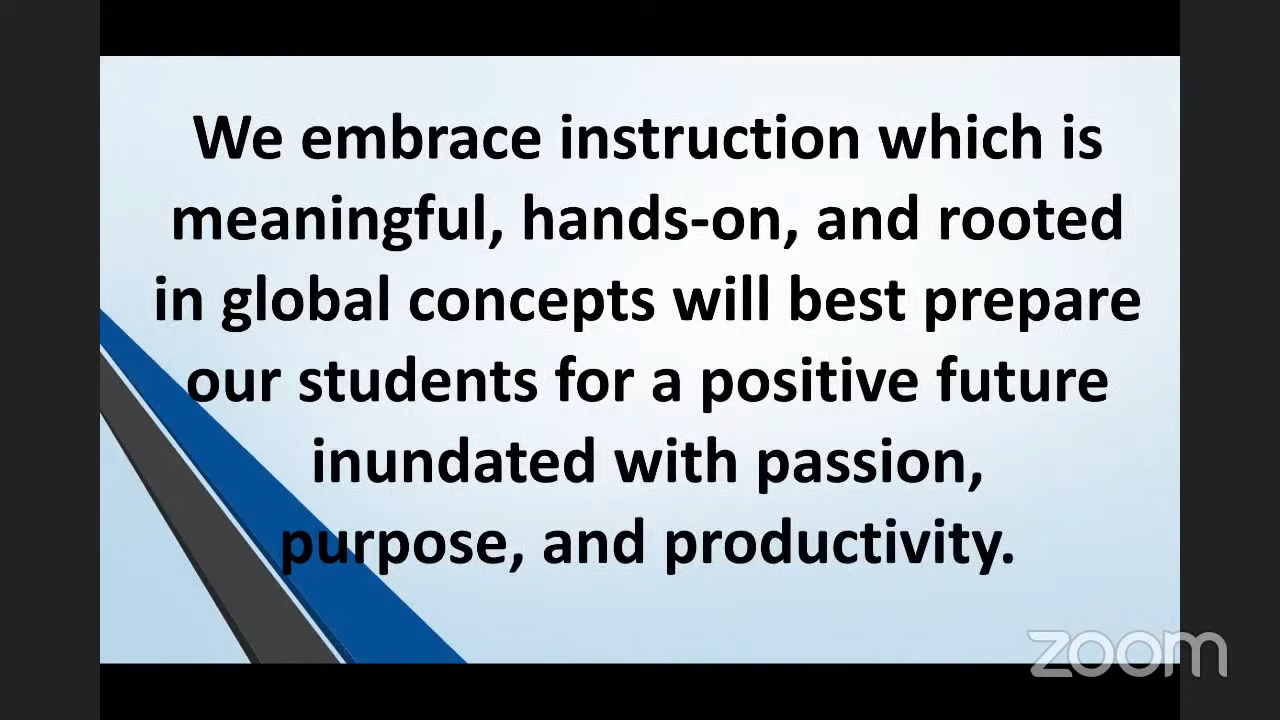 We embrace instruction which is
meaningful, hands-on, and rooted
in global concepts will best prepare
our students for a positive future
inundated with passion,
purpose, and productivity.
zoom